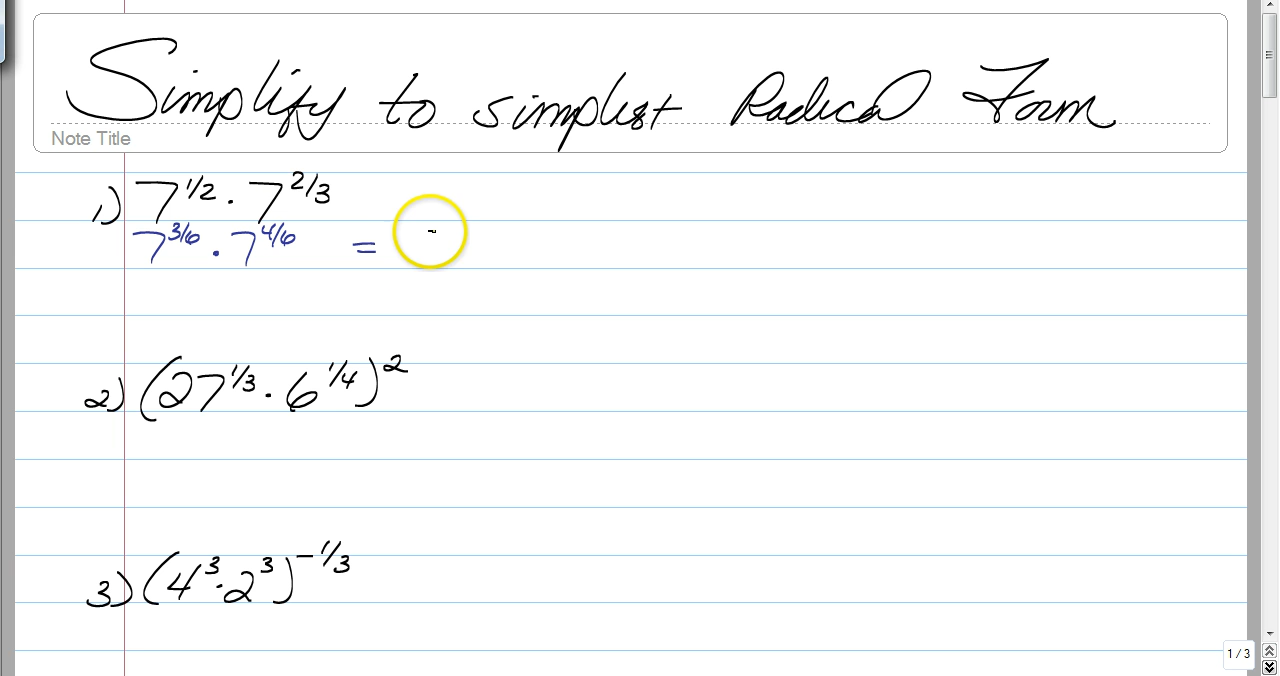 Simplify to simplest Radical Form
Note Title
1) 7^1/2 · 7^2/3
7^3/6 · 7^4/6 =
2) (27^1/3 · 6^1/4)^2
3) (4^3 · 2^3)^-1/3
1 / 3